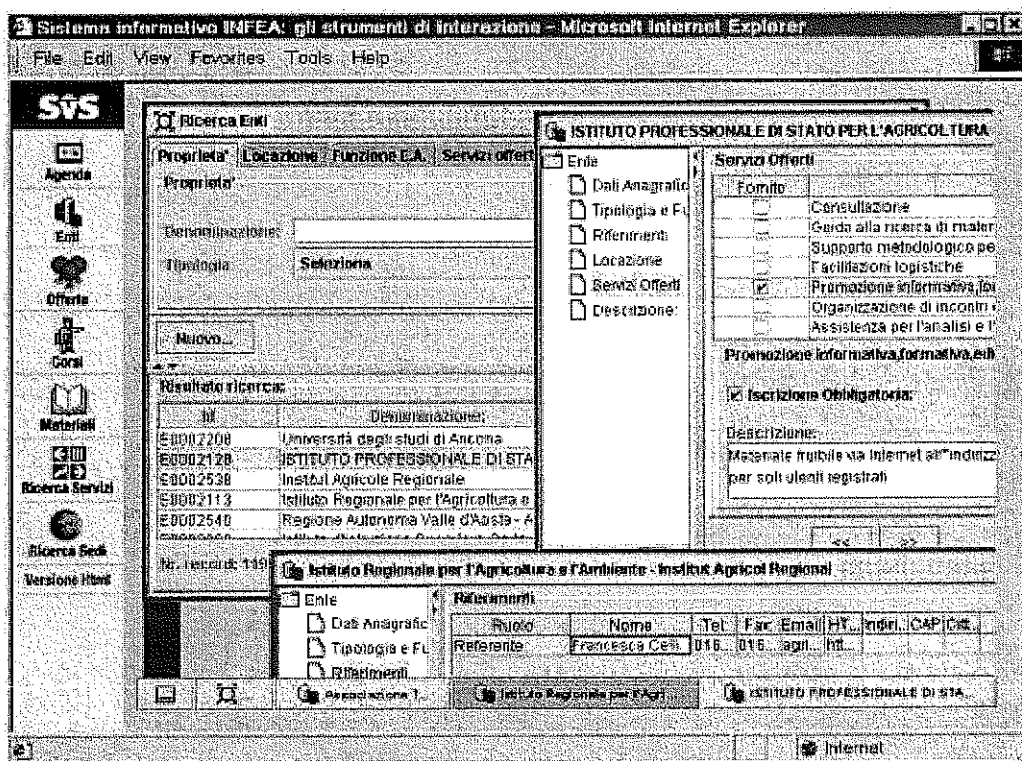 Sistema informativo INFEA: gli strumenti di interazione - Microsoft Internet Explorer
File Edit View Favorites Tools Help
SVS
Agenda
Enti
Offerte
Corsi
Materiali
Ricerca Servizi
Ricerca Sedi
Versione Html
Ricerca Enti
Proprieta' Locazione Funzione E.A. Servizi offert
Proprieta'
Denominazione:
Tipologia Seleziona
Nuovo...
Risultato ricerca:
Id Denominazione:
E0002208 Università degli studi di Ancona
E0002128 ISTITUTO PROFESSIONALE DI STA
E0002538 Institut Agricole Regionale
E0002113 Istituto Regionale per l'Agricoltura e
E0002540 Regione Autonoma Valle d'Aosta - A
Nr. record: 119
ISTITUTO PROFESSIONALE DI STATO PER L'AGRICOLTURA
Ente
Dati Anagrafic
Tipologia e Fu
Riferimenti
Locazione
Servizi Offerti
Descrizione:
Servizi Offerti
Fornito
Consultazione
Guida alla ricerca di mater
Supporto metodologico pe
Facilitazioni logistiche
Promozione informativa,for
Organizzazione di incontri e
Assistenza per l'analisi e l'
Promozione informativa,formativa,edi
Iscrizione Obbligatoria:
Descrizione:
Materiale fruibile via Internet all'"indirizz
per soli utenti registrati
<< >>
Istituto Regionale per l'Agricoltura e l'Ambiente - Institut Agricol Regional
Ente
Dati Anagrafic
Tipologia e Fu
Riferimenti
Riferimenti
Ruolo Nome Tel Fax Email HT... Indiri... CAP Citt...
Referente Francesca Celi... 016... 016... agri... htt...
Associazione T... Istituto Regionale per l'Agri... ISTITUTO PROFESSIONALE DI STA...
Internet